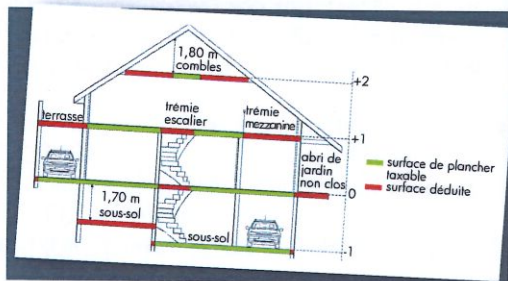 1,80 m
combles
+2
terrasse
trémie
escalier
trémie
mezzanine
+1
abri de
jardin
non clos
surface de plancher
taxable
surface déduite
0
1,70 m
sous-sol
sous-sol
-1